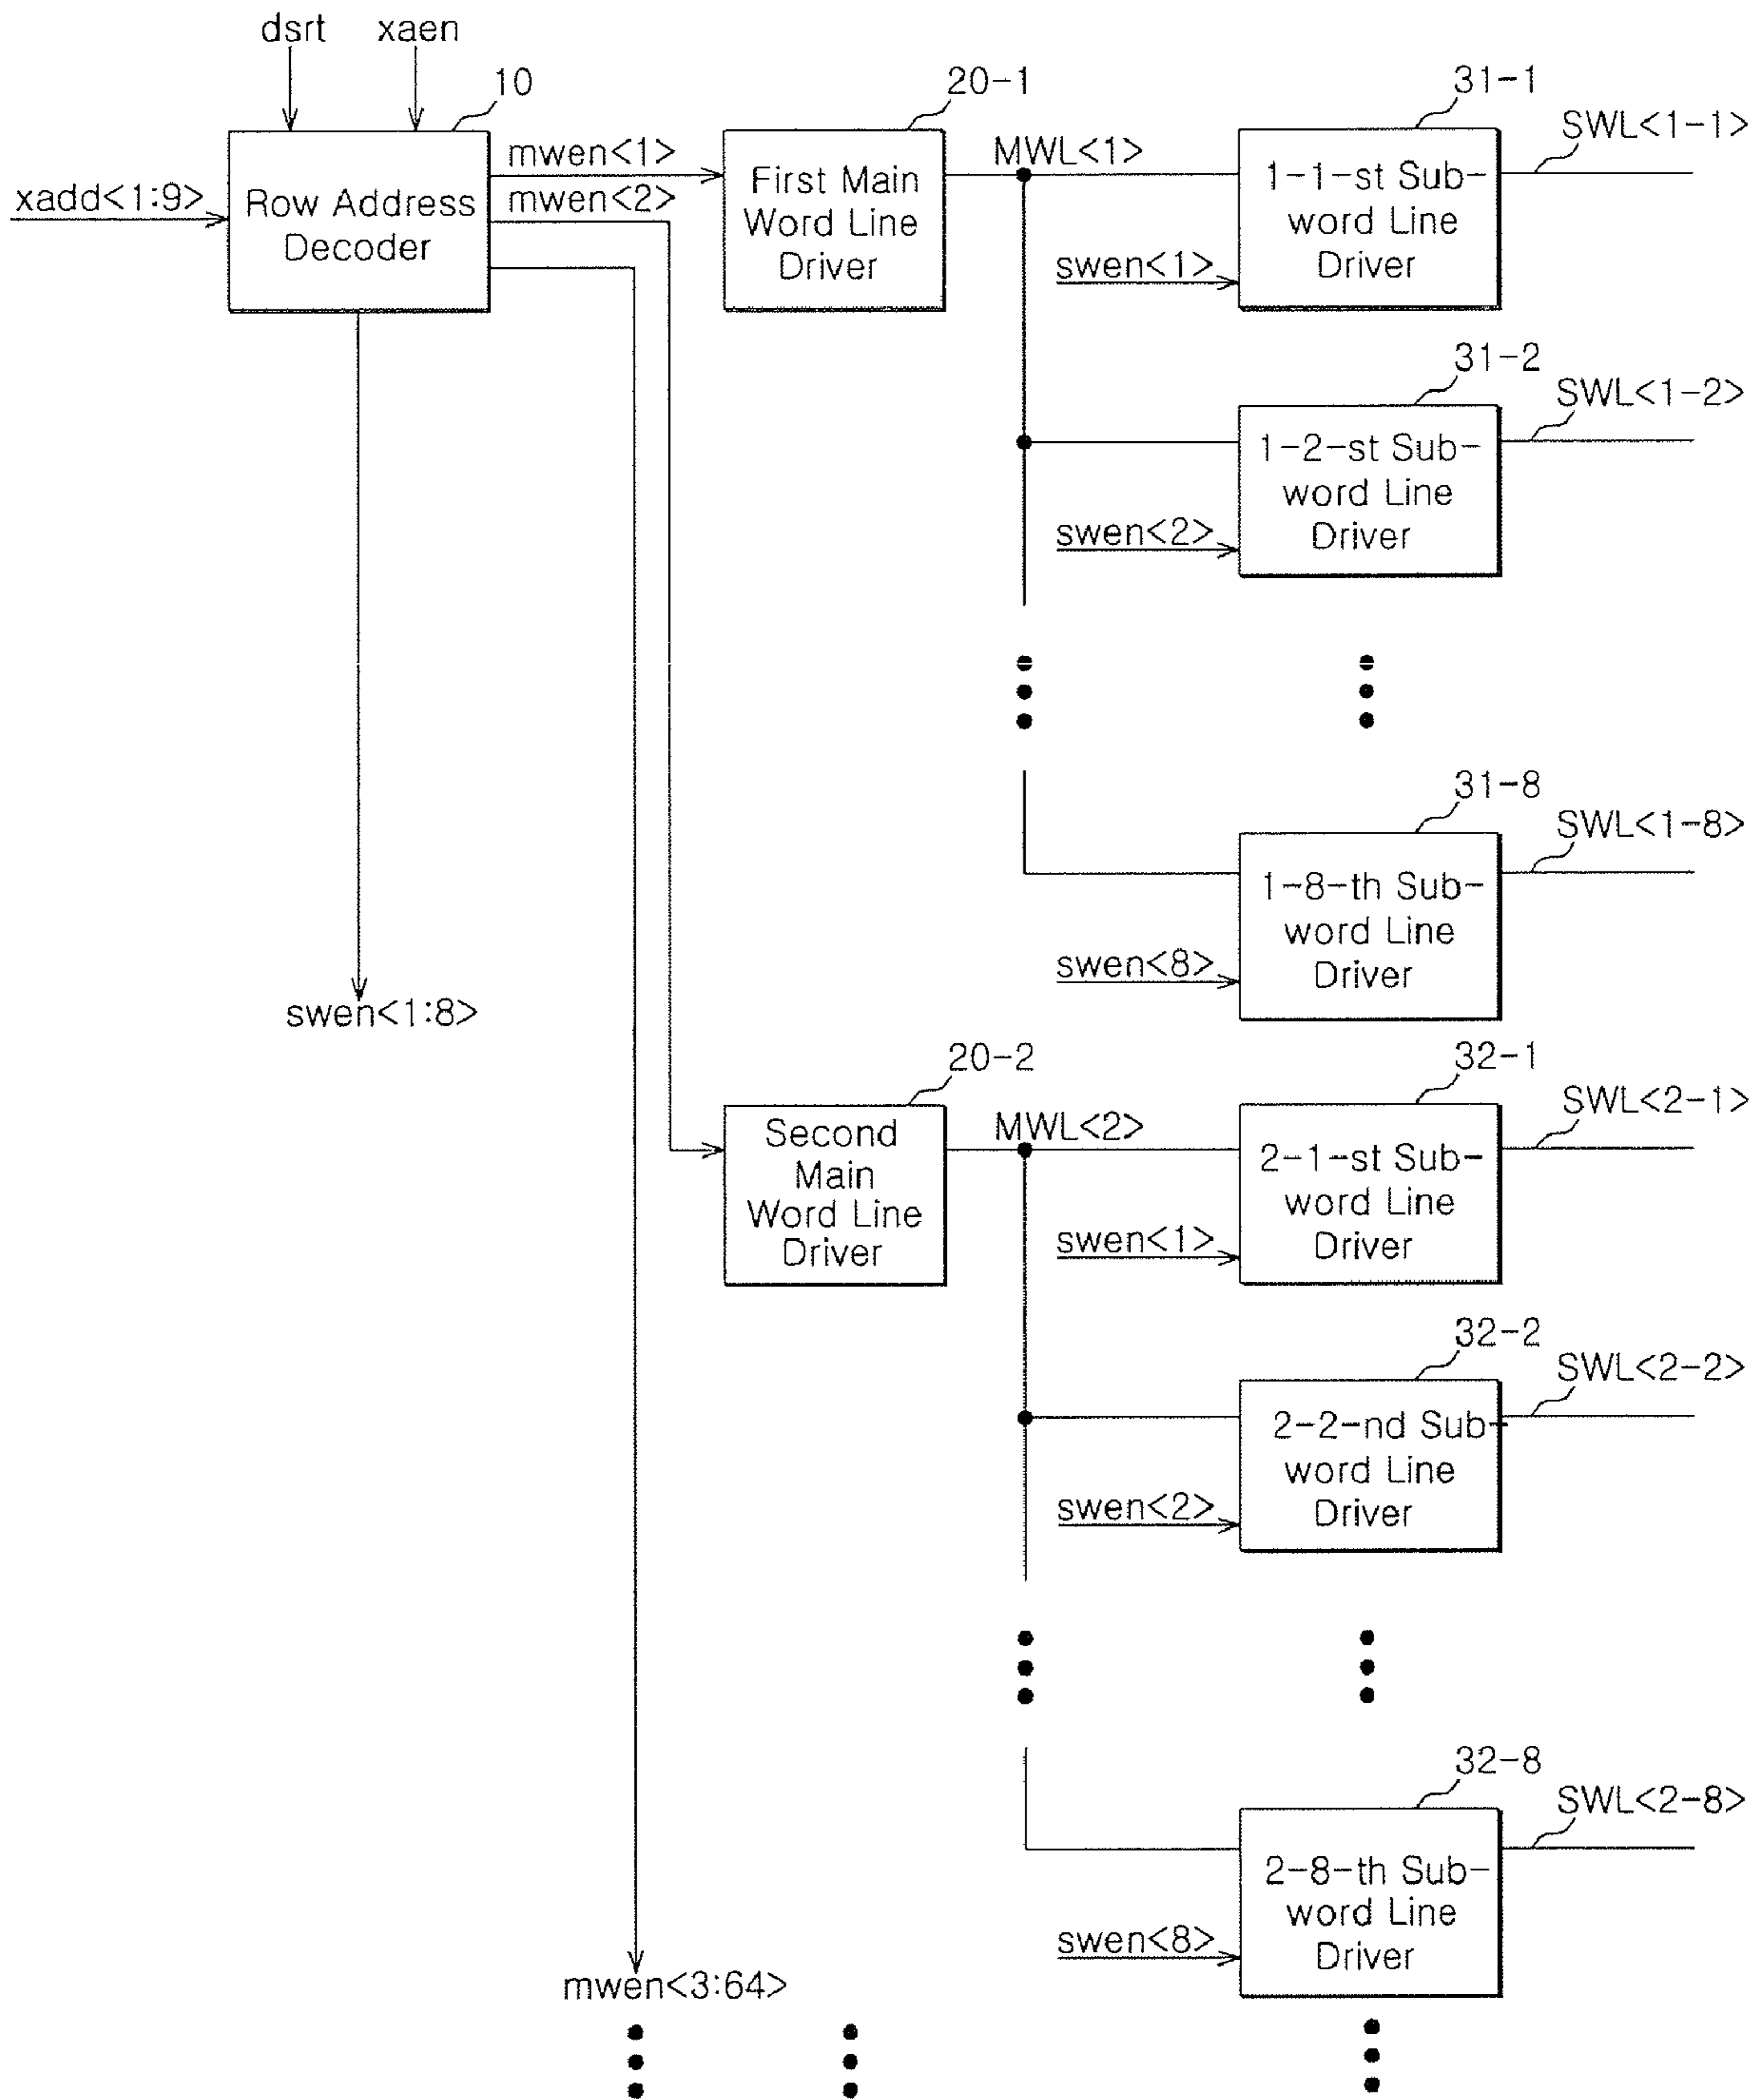 dsrt xaen
10
20-1
31-1
SWL<1-1>
mwen<1>
MWL<1>
xadd<1:9>
Row Address
Decoder
mwen<2>
First Main
Word Line
Driver
1-1-st Sub-
word Line
Driver
swen<1>
31-2
SWL<1-2>
1-2-st Sub-
word Line
Driver
swen<2>
31-8
SWL<1-8>
1-8-th Sub-
word Line
Driver
swen<8>
swen<1:8>
20-2
32-1
SWL<2-1>
MWL<2>
Second
Main
Word Line
Driver
2-1-st Sub-
word Line
Driver
swen<1>
32-2
SWL<2-2>
2-2-nd Sub-
word Line
Driver
swen<2>
32-8
SWL<2-8>
2-8-th Sub-
word Line
Driver
swen<8>
mwen<3:64>